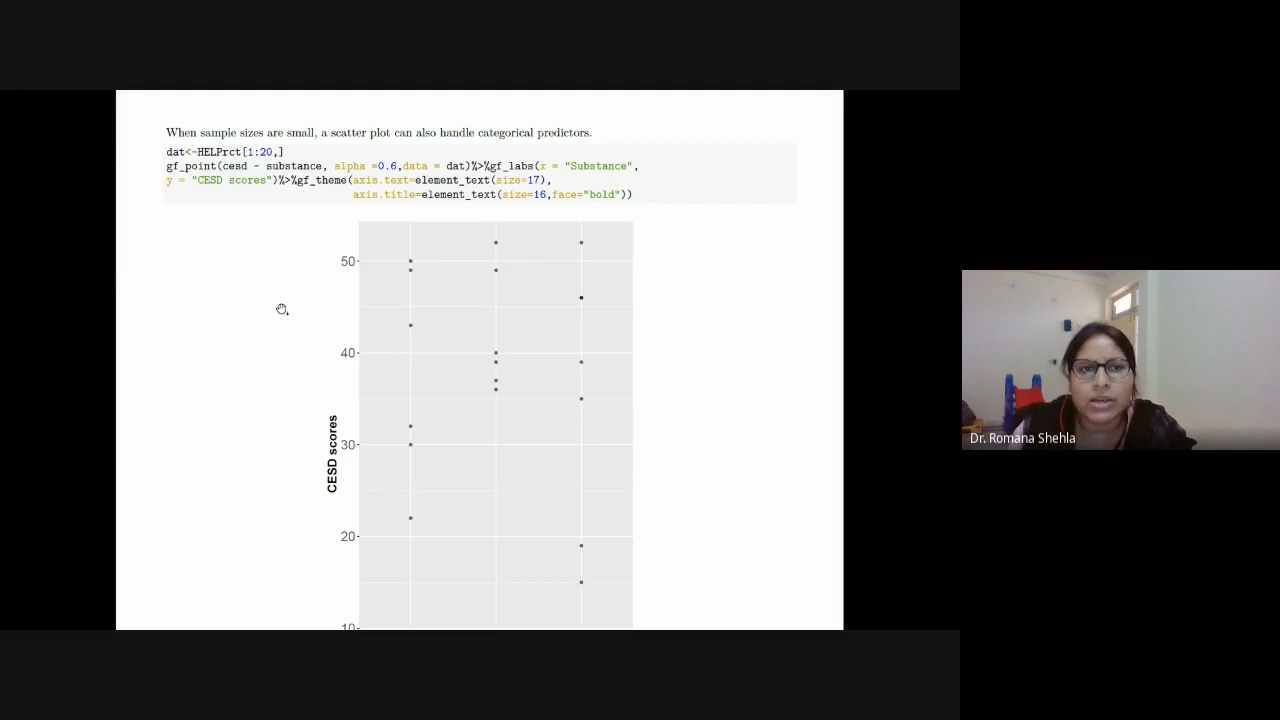 When sample sizes are small, a scatter plot can also handle categorical predictors.
dat<-HELPrct[1:20,]
gf_point(cesd ~ substance, alpha =0.6,data = dat)%>%gf_labs(x = "Substance",
y = "CESD scores")%>%gf_theme(axis.text=element_text(size=17),
axis.title=element_text(size=16,face="bold"))
50
40
30
20
10
CESD scores
Dr. Romana Shehla